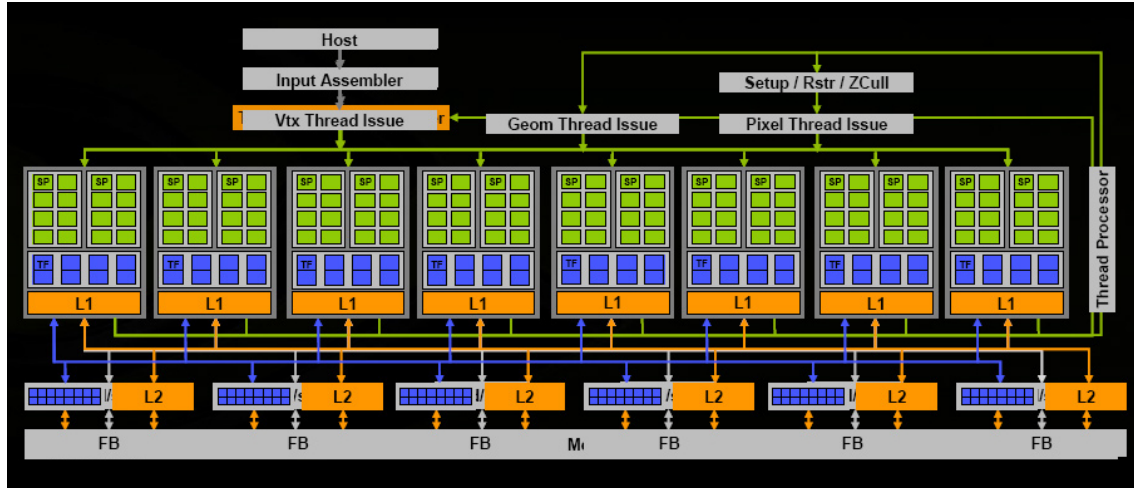 Host
Input Assembler
Setup / Rstr / ZCull
Vtx Thread Issue
Geom Thread Issue
Pixel Thread Issue
SP SP SP SP SP SP SP SP SP SP SP SP SP SP SP SP
Thread Processor
TF TF TF TF TF TF TF TF
L1 L1 L1 L1 L1 L1 L1 L1
L2 L2 L2 L2 L2 L2
FB FB FB FB FB FB